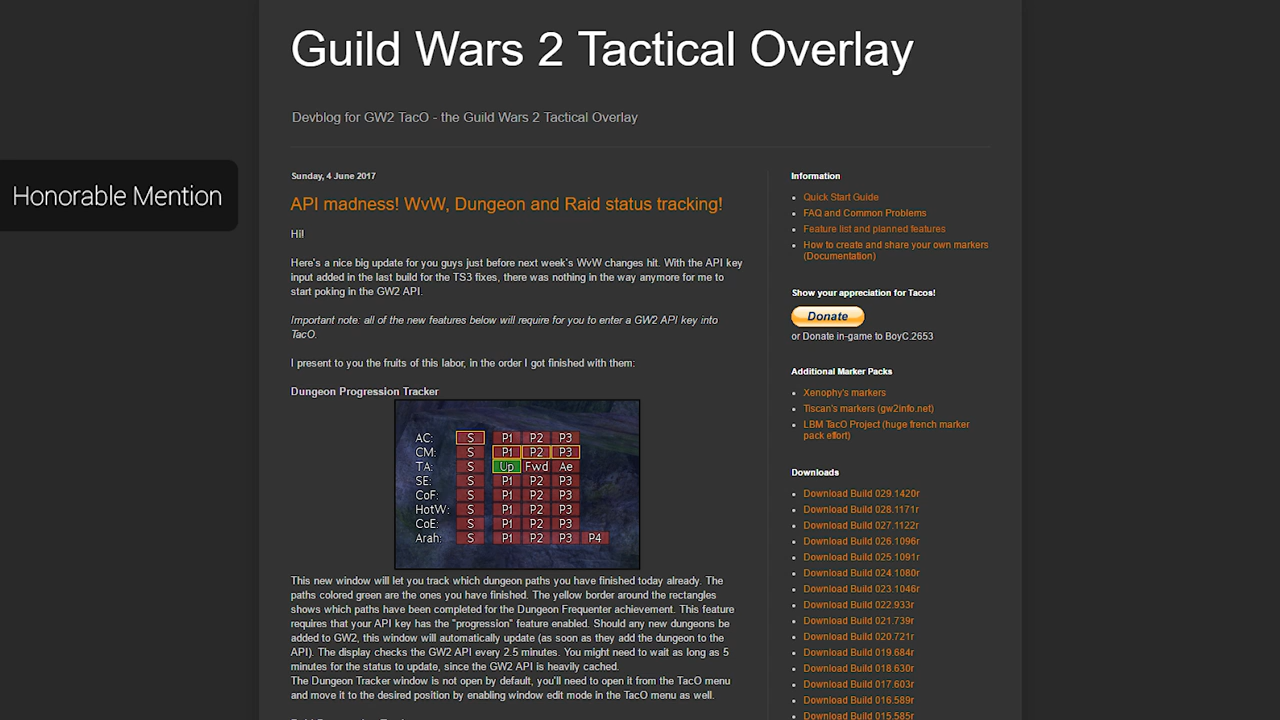 Guild Wars 2 Tactical Overlay
Devblog for GW2 TacO - the Guild Wars 2 Tactical Overlay
Honorable Mention
Sunday, 4 June 2017
API madness! WvW, Dungeon and Raid status tracking!
Hi!
Here's a nice big update for you guys just before next week's WvW changes hit. With the API key
input added in the last build for the TS3 fixes, there was nothing in the way anymore for me to
start poking in the GW2 API.
Important note: all of the new features below will require for you to enter a GW2 API key into
TacO.
I present to you the fruits of this labor, in the order I got finished with them:
Dungeon Progression Tracker
AC: S P1 P2 P3
CM: S P1 P2 P3
TA: S Up Fwd Ae
SE: S P1 P2 P3
CoF: S P1 P2 P3
HotW: S P1 P2 P3
CoE: S P1 P2 P3
Arah: S P1 P2 P3 P4
This new window will let you track which dungeon paths you have finished today already. The
paths colored green are the ones you have finished. The yellow border around the rectangles
shows which paths have been completed for the Dungeon Frequenter achievement. This feature
requires that your API key has the "progression" feature enabled. Should any new dungeons be
added to GW2, this window will automatically update (as soon as they add the dungeon to the
API). The display checks the GW2 API every 2.5 minutes. You might need to wait as long as 5
minutes for the status to update, since the GW2 API is heavily cached.
The Dungeon Tracker window is not open by default, you'll need to open it from the TacO menu
and move it to the desired position by enabling window edit mode in the TacO menu as well.
Information
Quick Start Guide
FAQ and Common Problems
Feature list and planned features
How to create and share your own markers
(Documentation)
Show your appreciation for Tacos!
Donate
or Donate in-game to BoyC.2653
Additional Marker Packs
Xenophy's markers
Tiscan's markers (gw2info.net)
LBM TacO Project (huge french marker
pack effort)
Downloads
Download Build 029.1420r
Download Build 028.1171r
Download Build 027.1122r
Download Build 026.1096r
Download Build 025.1091r
Download Build 024.1080r
Download Build 023.1046r
Download Build 022.933r
Download Build 021.739r
Download Build 020.721r
Download Build 019.684r
Download Build 018.630r
Download Build 017.603r
Download Build 016.589r
Download Build 015.585r